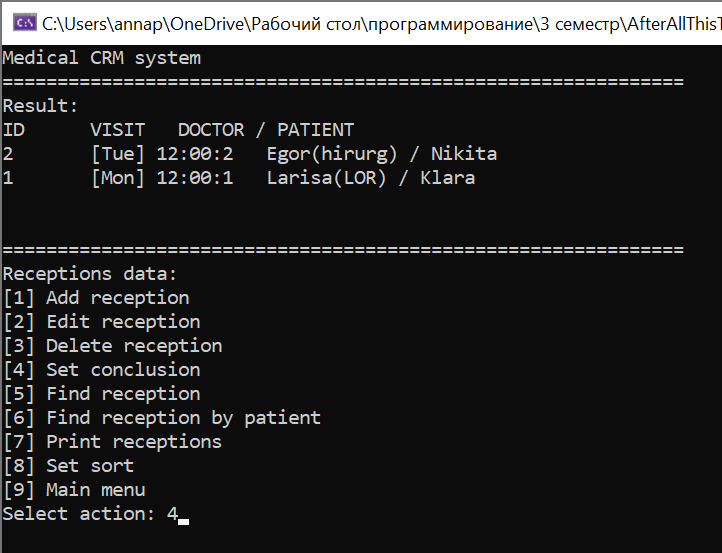 C:\Users\annap\OneDrive\Рабочий стол\программирование\3 семестр\AfterAllThisT
Medical CRM system
==============================================================
Result:
ID      VISIT   DOCTOR / PATIENT
2       [Tue] 12:00:2   Egor(hirurg) / Nikita
1       [Mon] 12:00:1   Larisa(LOR) / Klara
==============================================================
Receptions data:
[1] Add reception
[2] Edit reception
[3] Delete reception
[4] Set conclusion
[5] Find reception
[6] Find reception by patient
[7] Print receptions
[8] Set sort
[9] Main menu
Select action: 4